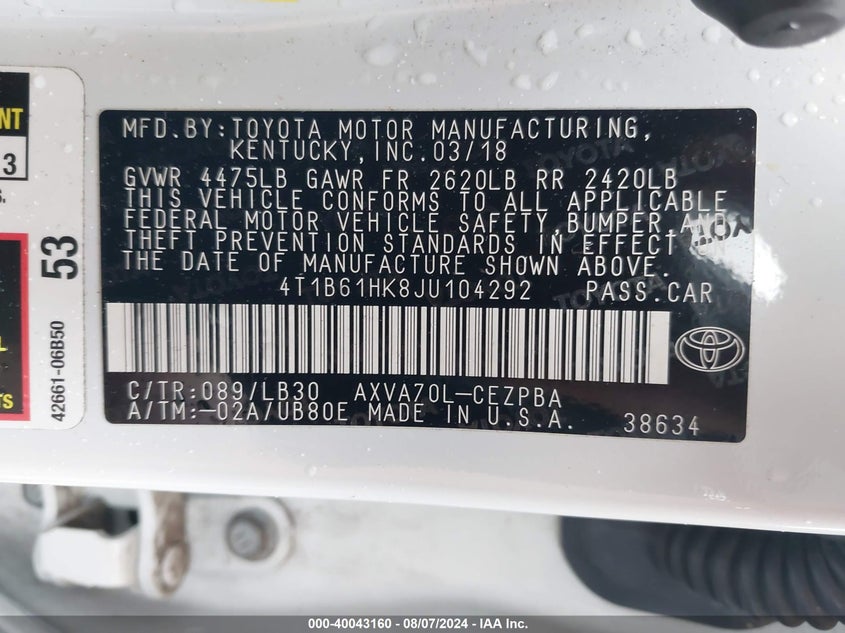 NT
3
S.
53
42661-06B50
L
TS
MFD.BY:TOYOTA MOTOR MANUFACTURING,
KENTUCKY,INC.03/18
GVWR 4475LB GAWR FR 2620LB RR 2420LB
THIS VEHICLE CONFORMS TO ALL APPLICABLE
FEDERAL MOTOR VEHICLE SAFETY,BUMPER,AND
THEFT PREVENTION STANDARDS IN EFFECT ON
THE DATE OF MANUFACTURE SHOWN ABOVE.
4T1B61HK8JU104292 PASS.CAR
C/TR:089/LB30 AXVA70L-CEZPBA
A/TM:-02A/UB80E MADE IN U.S.A. 38634
000-40043160 - 08/07/2024 - IAA Inc.